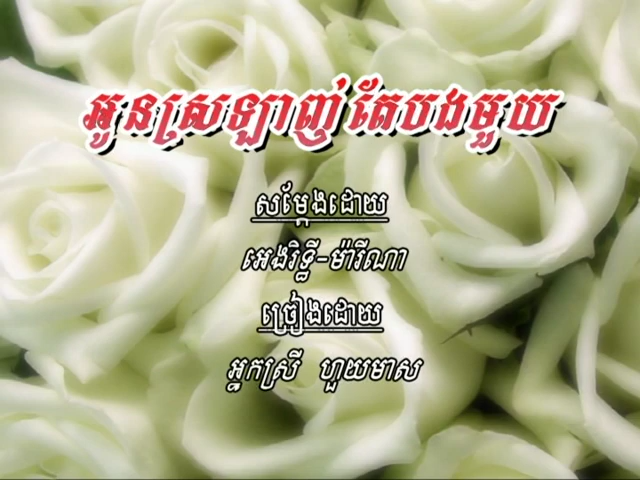 អូនស្រឡាញ់តែបងមួយ
សម្ដែងដោយ
អេងរិទ្ធី-ម៉ារីណា
ច្រៀងដោយ
អ្នកស្រី ហួយមាស